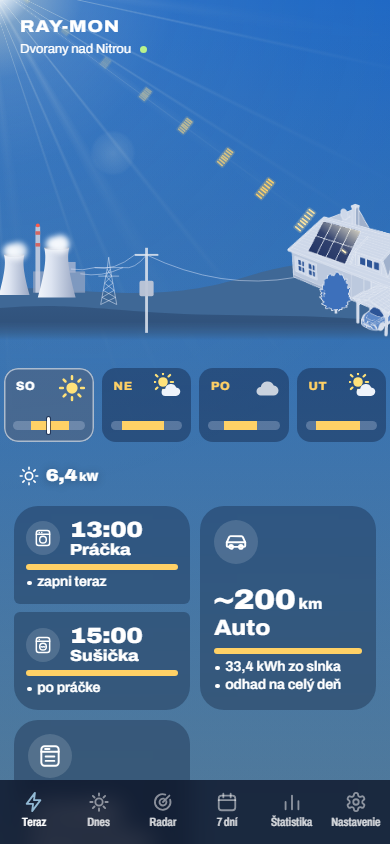 RAY-MON
Dvorany nad Nitrou
SO
NE
PO
UT
6,4 kW
13:00
Práčka
• zapni teraz
~200 km
Auto
• 33,4 kWh zo slnka
• odhad na celý deň
15:00
Sušička
• po práčke
Teraz
Dnes
Radar
7 dní
Štatistika
Nastavenie